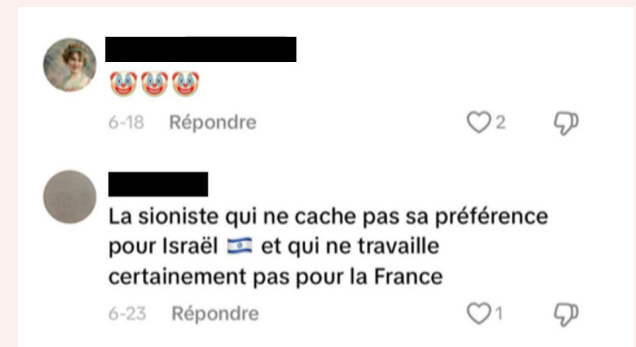 🤡🤡🤡
6-18 Répondre 2
La sioniste qui ne cache pas sa préférence
pour Israël 🇮🇱 et qui ne travaille
certainement pas pour la France
6-23 Répondre 1